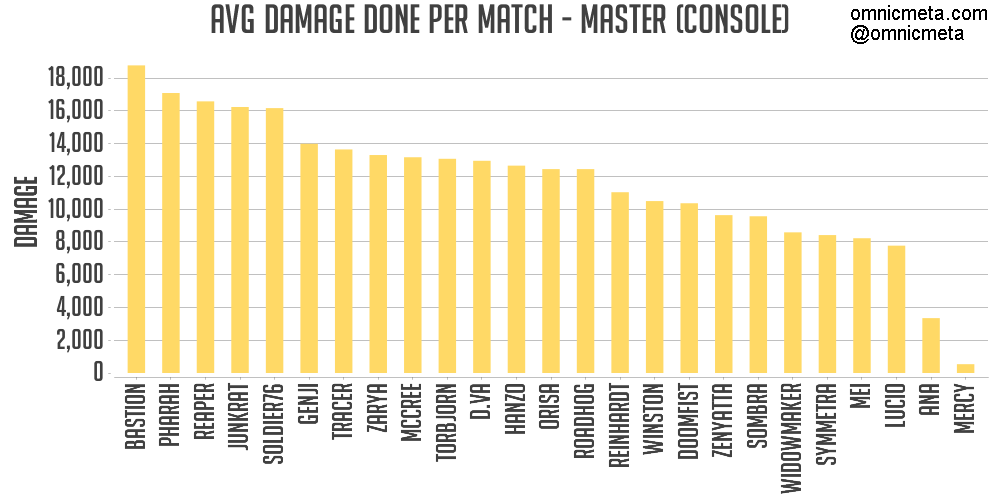 AVG DAMAGE DONE PER MATCH - MASTER (CONSOLE)
omnicmeta.com
@omnicmeta
DAMAGE
18,000
16,000
14,000
12,000
10,000
8,000
6,000
4,000
2,000
0
BASTION
PHARAH
REAPER
JUNKRAT
SOLDIER76
GENJI
TRACER
ZARYA
MCCREE
TORBJORN
D.VA
HANZO
ORISA
ROADHOG
REINHARDT
WINSTON
DOOMFIST
ZENYATTA
SOMBRA
WIDOWMAKER
SYMMETRA
MEI
LUCIO
ANA
MERCY